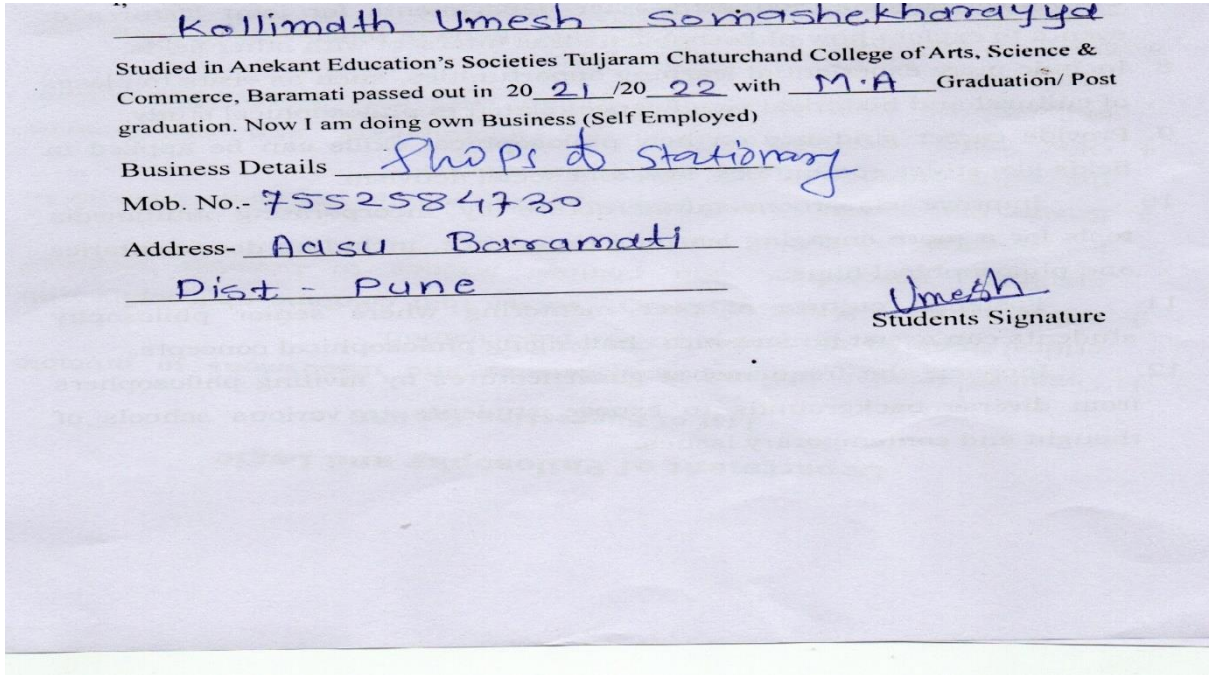 Kollimath Umesh Somashekharayya
Studied in Anekant Education's Societies Tuljaram Chaturchand College of Arts, Science &
Commerce, Baramati passed out in 20 21 /20 22 with M.A Graduation/ Post
graduation. Now I am doing own Business (Self Employed)
Business Details Shops & Stationary
Mob. No.- 7552584730
Address- Aasu Baramati
Dist - Pune
Umesh
Students Signature